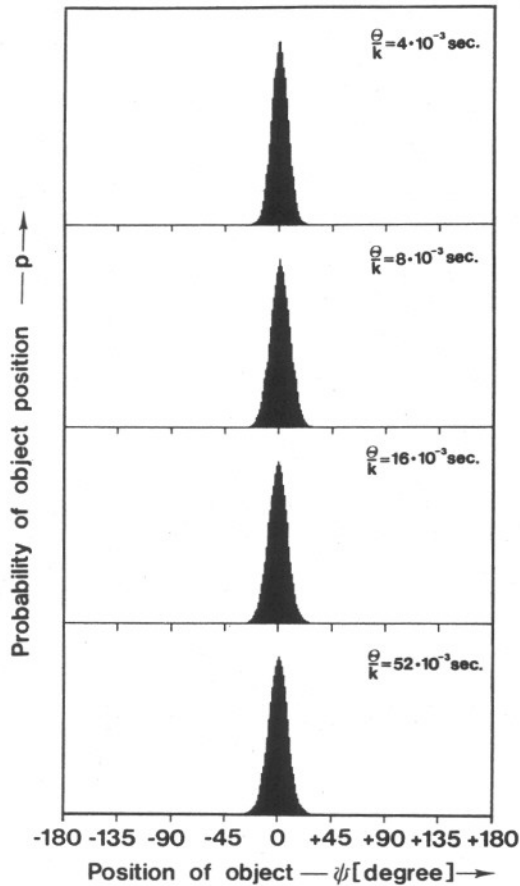 Θ/k = 4·10⁻³ sec.
Θ/k = 8·10⁻³ sec.
Θ/k = 16·10⁻³ sec.
Θ/k = 52·10⁻³ sec.
Probability of object position — p→
-180 -135 -90 -45 0 +45 +90 +135 +180
Position of object — ψ[degree]→